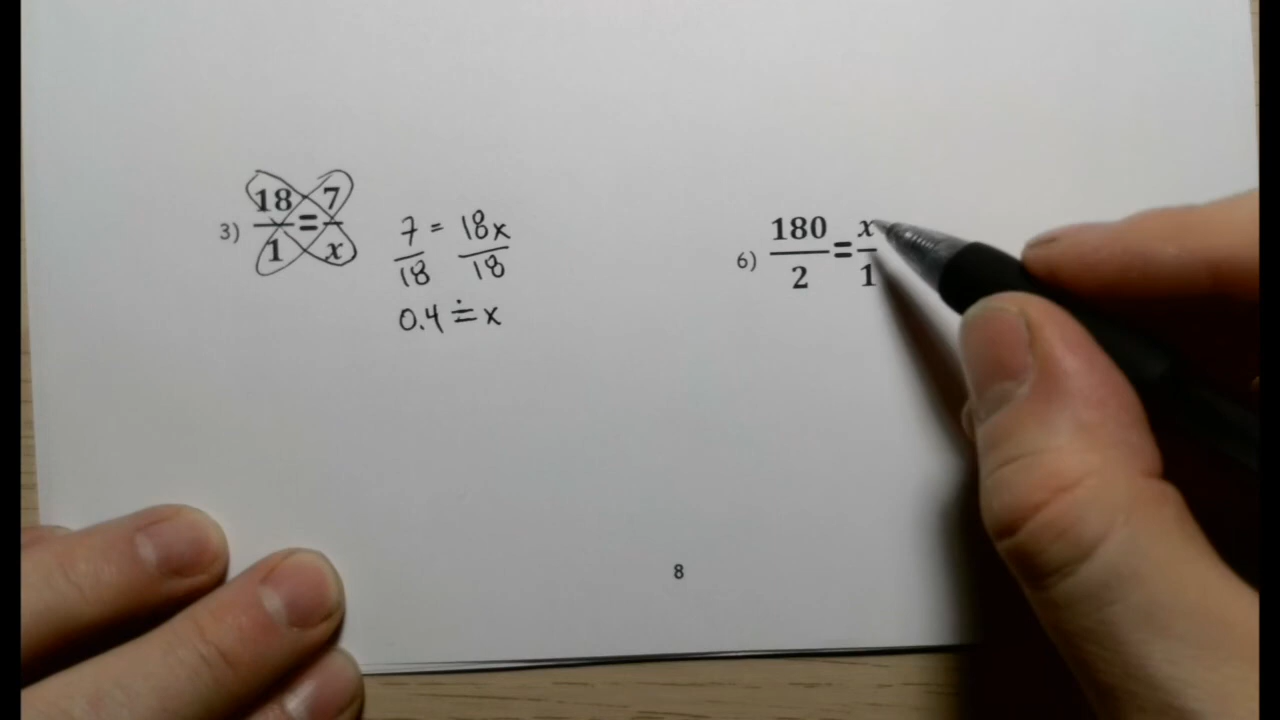 3) 18/1 = 7/x
7 = 18x
18 18
0.4 ≐ x
6) 180/2 = x/1
8